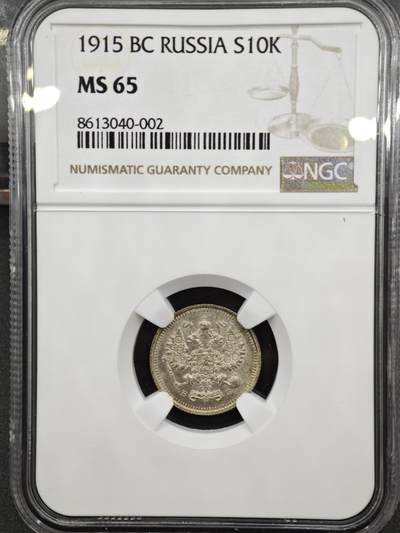 1915 BC RUSSIA S10K
MS 65
8613040-002
NUMISMATIC GUARANTY COMPANY
NGC